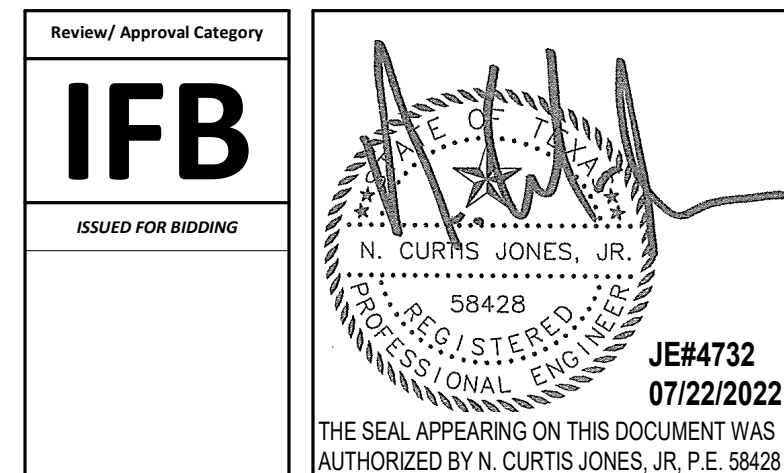 Review/ Approval Category
IFB
ISSUED FOR BIDDING
STATE OF TEXAS
N. CURTIS JONES, JR.
58428
REGISTERED
PROFESSIONAL ENGINEER
JE#4732
07/22/2022
THE SEAL APPEARING ON THIS DOCUMENT WAS
AUTHORIZED BY N. CURTIS JONES, JR, P.E. 58428